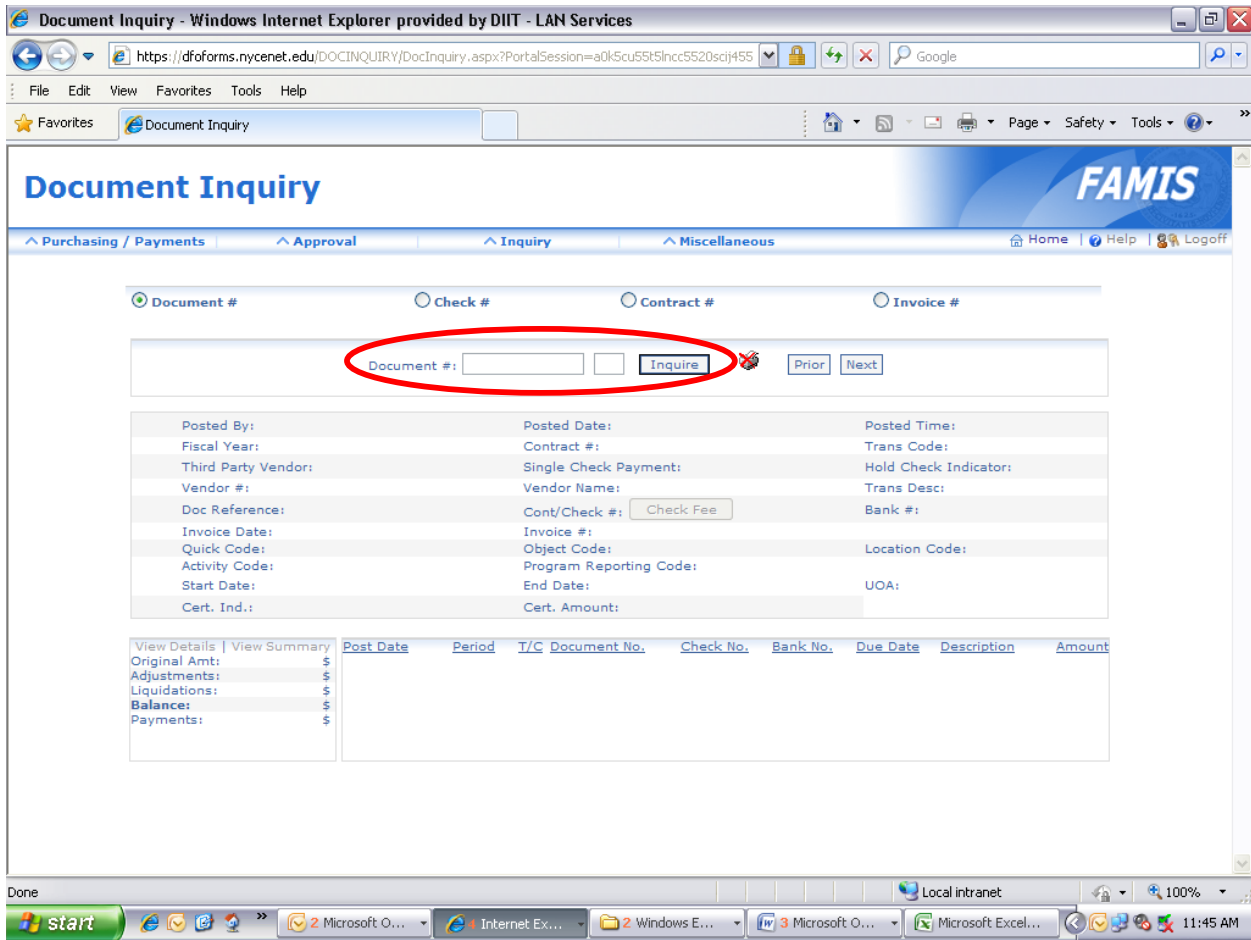 Document Inquiry - Windows Internet Explorer provided by DIIT - LAN Services
https://dfoforms.nycenet.edu/DOCINQUIRY/DocInquiry.aspx?PortalSession=a0k5cu55t5lncc5520scij455 Google
File Edit View Favorites Tools Help
Favorites Document Inquiry Page Safety Tools »
Document Inquiry FAMIS
Purchasing / Payments Approval Inquiry Miscellaneous Home | Help | Logoff
Document # Check # Contract # Invoice #
Document #: Inquire Prior Next
Posted By: Posted Date: Posted Time:
Fiscal Year: Contract #: Trans Code:
Third Party Vendor: Single Check Payment: Hold Check Indicator:
Vendor #: Vendor Name: Trans Desc:
Doc Reference: Cont/Check #: Check Fee Bank #:
Invoice Date: Invoice #:
Quick Code: Object Code: Location Code:
Activity Code: Program Reporting Code:
Start Date: End Date: UOA:
Cert. Ind.: Cert. Amount:
View Details | View Summary Post Date Period T/C Document No. Check No. Bank No. Due Date Description Amount
Original Amt: $
Adjustments: $
Liquidations: $
Balance: $
Payments: $
Done Local intranet 100%
start » 2 Microsoft O... 4 Internet Ex... 2 Windows E... 3 Microsoft O... Microsoft Excel... 11:45 AM